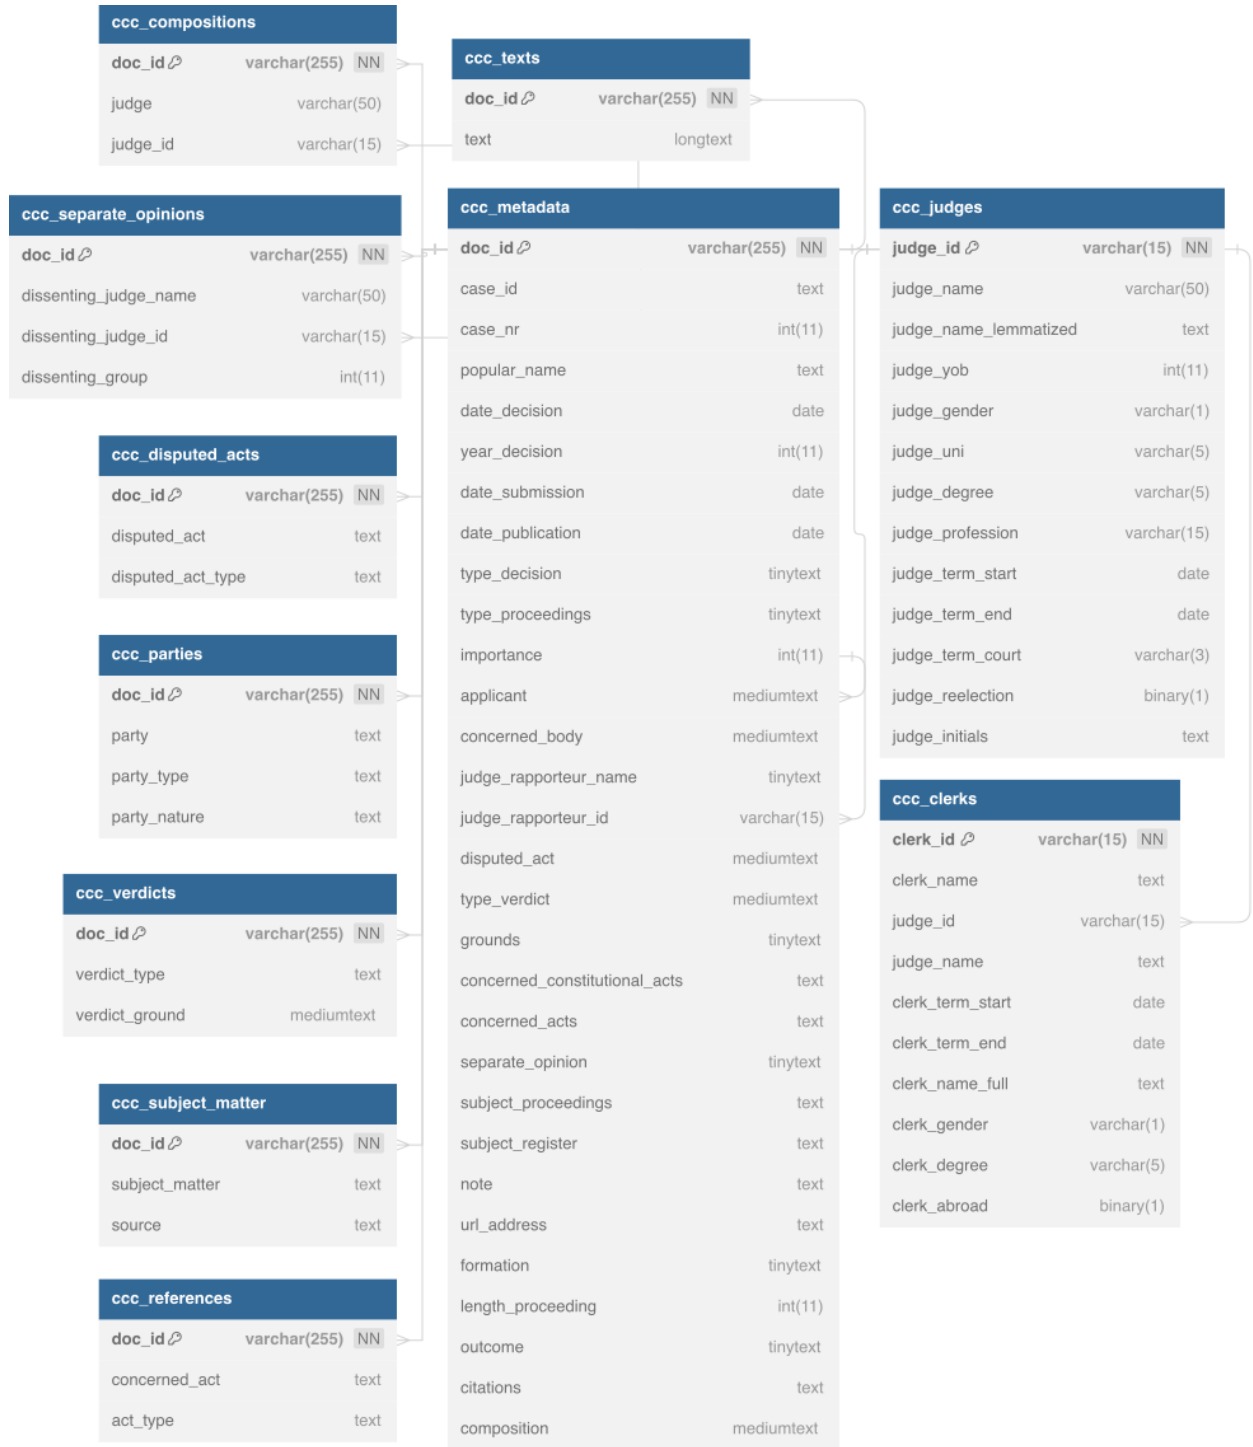 ccc_compositions
doc_id varchar(255) NN
judge varchar(50)
judge_id varchar(15)
ccc_texts
doc_id varchar(255) NN
text longtext
ccc_separate_opinions
doc_id varchar(255) NN
dissenting_judge_name varchar(50)
dissenting_judge_id varchar(15)
dissenting_group int(11)
ccc_disputed_acts
doc_id varchar(255) NN
disputed_act text
disputed_act_type text
ccc_parties
doc_id varchar(255) NN
party text
party_type text
party_nature text
ccc_verdicts
doc_id varchar(255) NN
verdict_type text
verdict_ground mediumtext
ccc_subject_matter
doc_id varchar(255) NN
subject_matter text
source text
ccc_references
doc_id varchar(255) NN
concerned_act text
act_type text
ccc_metadata
doc_id varchar(255) NN
case_id text
case_nr int(11)
popular_name text
date_decision date
year_decision int(11)
date_submission date
date_publication date
type_decision tinytext
type_proceedings tinytext
importance int(11)
applicant mediumtext
concerned_body mediumtext
judge_rapporteur_name tinytext
judge_rapporteur_id varchar(15)
disputed_act mediumtext
type_verdict mediumtext
grounds tinytext
concerned_constitutional_acts text
concerned_acts text
separate_opinion tinytext
subject_proceedings text
subject_register text
note text
url_address text
formation tinytext
length_proceeding int(11)
outcome tinytext
citations text
composition mediumtext
ccc_judges
judge_id varchar(15) NN
judge_name varchar(50)
judge_name_lemmatized text
judge_yob int(11)
judge_gender varchar(1)
judge_uni varchar(5)
judge_degree varchar(5)
judge_profession varchar(15)
judge_term_start date
judge_term_end date
judge_term_court varchar(3)
judge_reelection binary(1)
judge_initials text
ccc_clerks
clerk_id varchar(15) NN
clerk_name text
judge_id varchar(15)
judge_name text
clerk_term_start date
clerk_term_end date
clerk_name_full text
clerk_gender varchar(1)
clerk_degree varchar(5)
clerk_abroad binary(1)